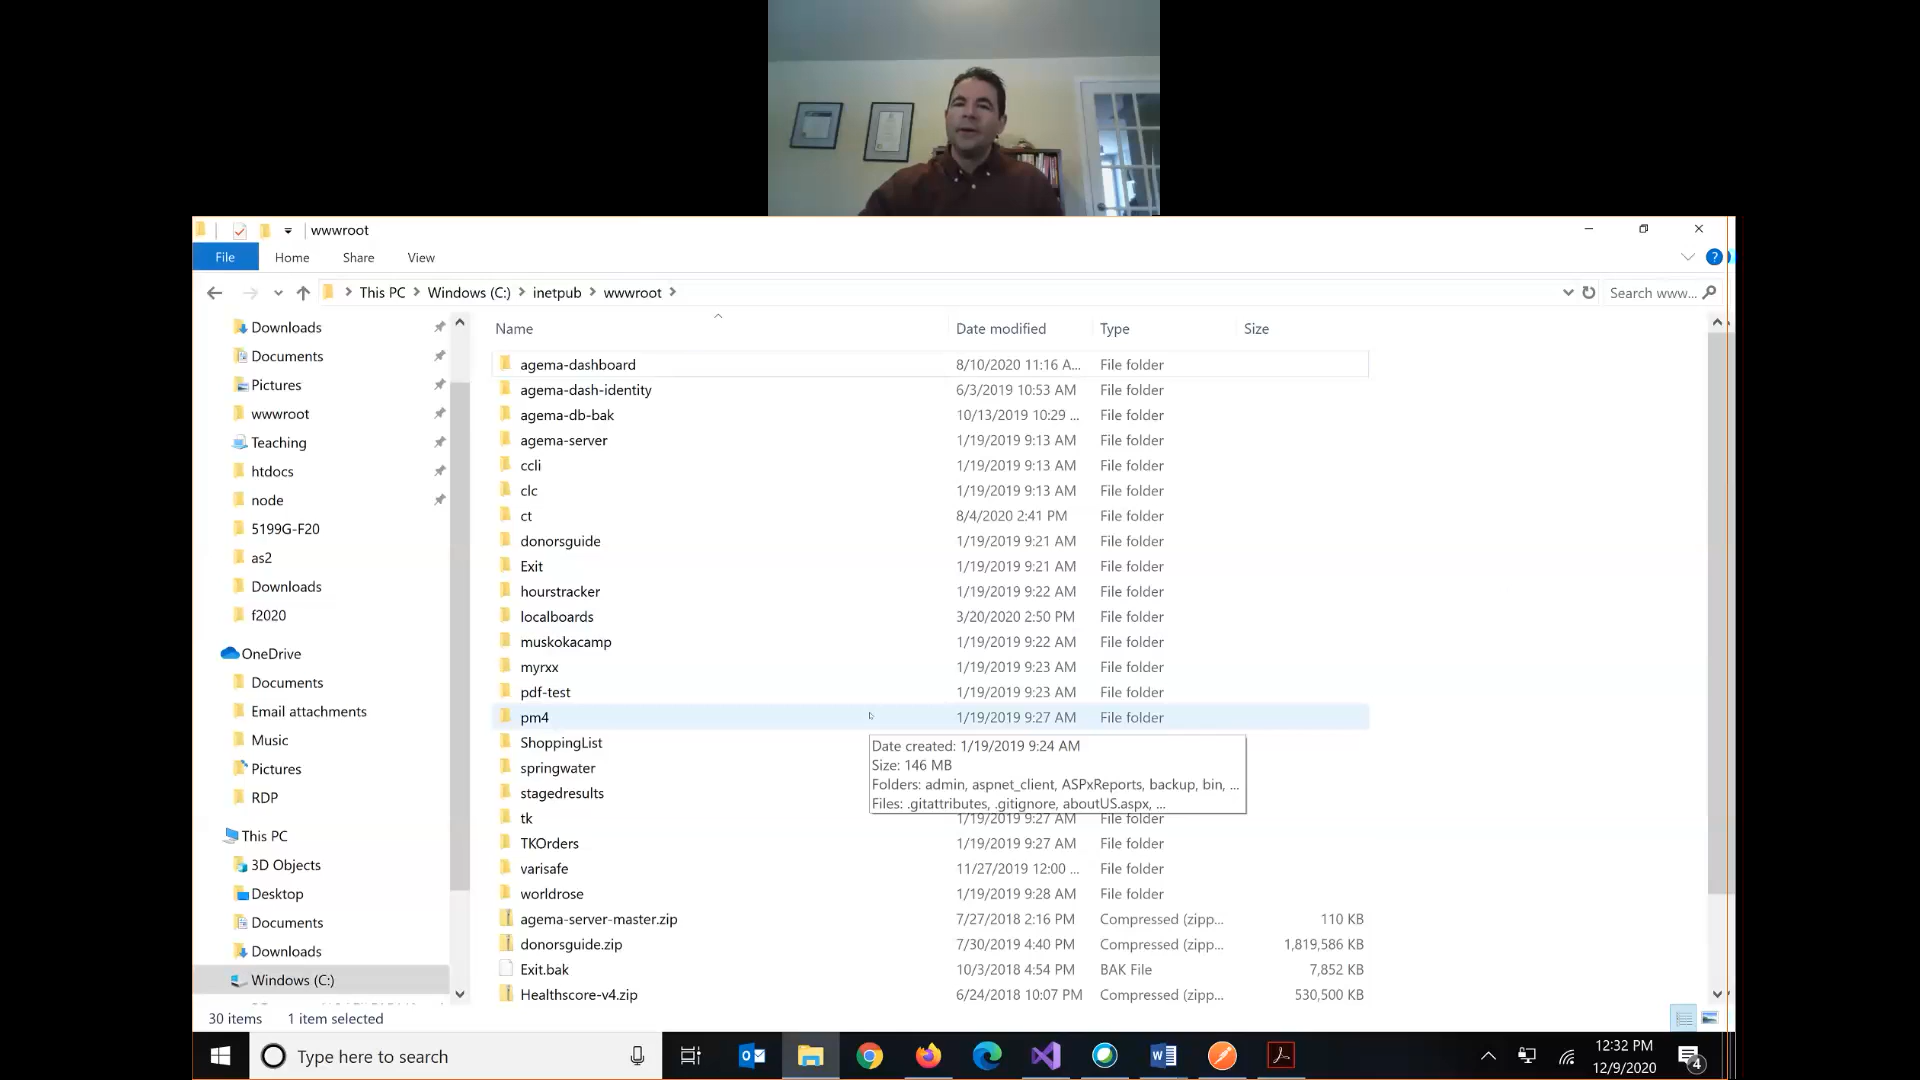 wwwroot
File Home Share View
This PC Windows (C:) inetpub wwwroot Search www...
Name Date modified Type Size
Downloads
Documents
Pictures
wwwroot
Teaching
htdocs
node
5199G-F20
as2
Downloads
f2020
OneDrive
Documents
Email attachments
Music
Pictures
RDP
This PC
3D Objects
Desktop
Documents
Downloads
Windows (C:)
agema-dashboard 8/10/2020 11:16 A... File folder
agema-dash-identity 6/3/2019 10:53 AM File folder
agema-db-bak 10/13/2019 10:29 ... File folder
agema-server 1/19/2019 9:13 AM File folder
ccli 1/19/2019 9:13 AM File folder
clc 1/19/2019 9:13 AM File folder
ct 8/4/2020 2:41 PM File folder
donorsguide 1/19/2019 9:21 AM File folder
Exit 1/19/2019 9:21 AM File folder
hourstracker 1/19/2019 9:22 AM File folder
localboards 3/20/2020 2:50 PM File folder
muskokacamp 1/19/2019 9:22 AM File folder
myrxx 1/19/2019 9:23 AM File folder
pdf-test 1/19/2019 9:23 AM File folder
pm4 1/19/2019 9:27 AM File folder
ShoppingList
springwater
stagedresults
Date created: 1/19/2019 9:24 AM
Size: 146 MB
Folders: admin, aspnet_client, ASPxReports, backup, bin, ...
Files: .gitattributes, .gitignore, aboutUS.aspx, ...
tk 1/19/2019 9:27 AM File folder
TKOrders 1/19/2019 9:27 AM File folder
varisafe 11/27/2019 12:00 ... File folder
worldrose 1/19/2019 9:28 AM File folder
agema-server-master.zip 7/27/2018 2:16 PM Compressed (zipp... 110 KB
donorsguide.zip 7/30/2019 4:40 PM Compressed (zipp... 1,819,586 KB
Exit.bak 10/3/2018 4:54 PM BAK File 7,852 KB
Healthscore-v4.zip 6/24/2018 10:07 PM Compressed (zipp... 530,500 KB
30 items 1 item selected
Type here to search
12:32 PM
12/9/2020
4